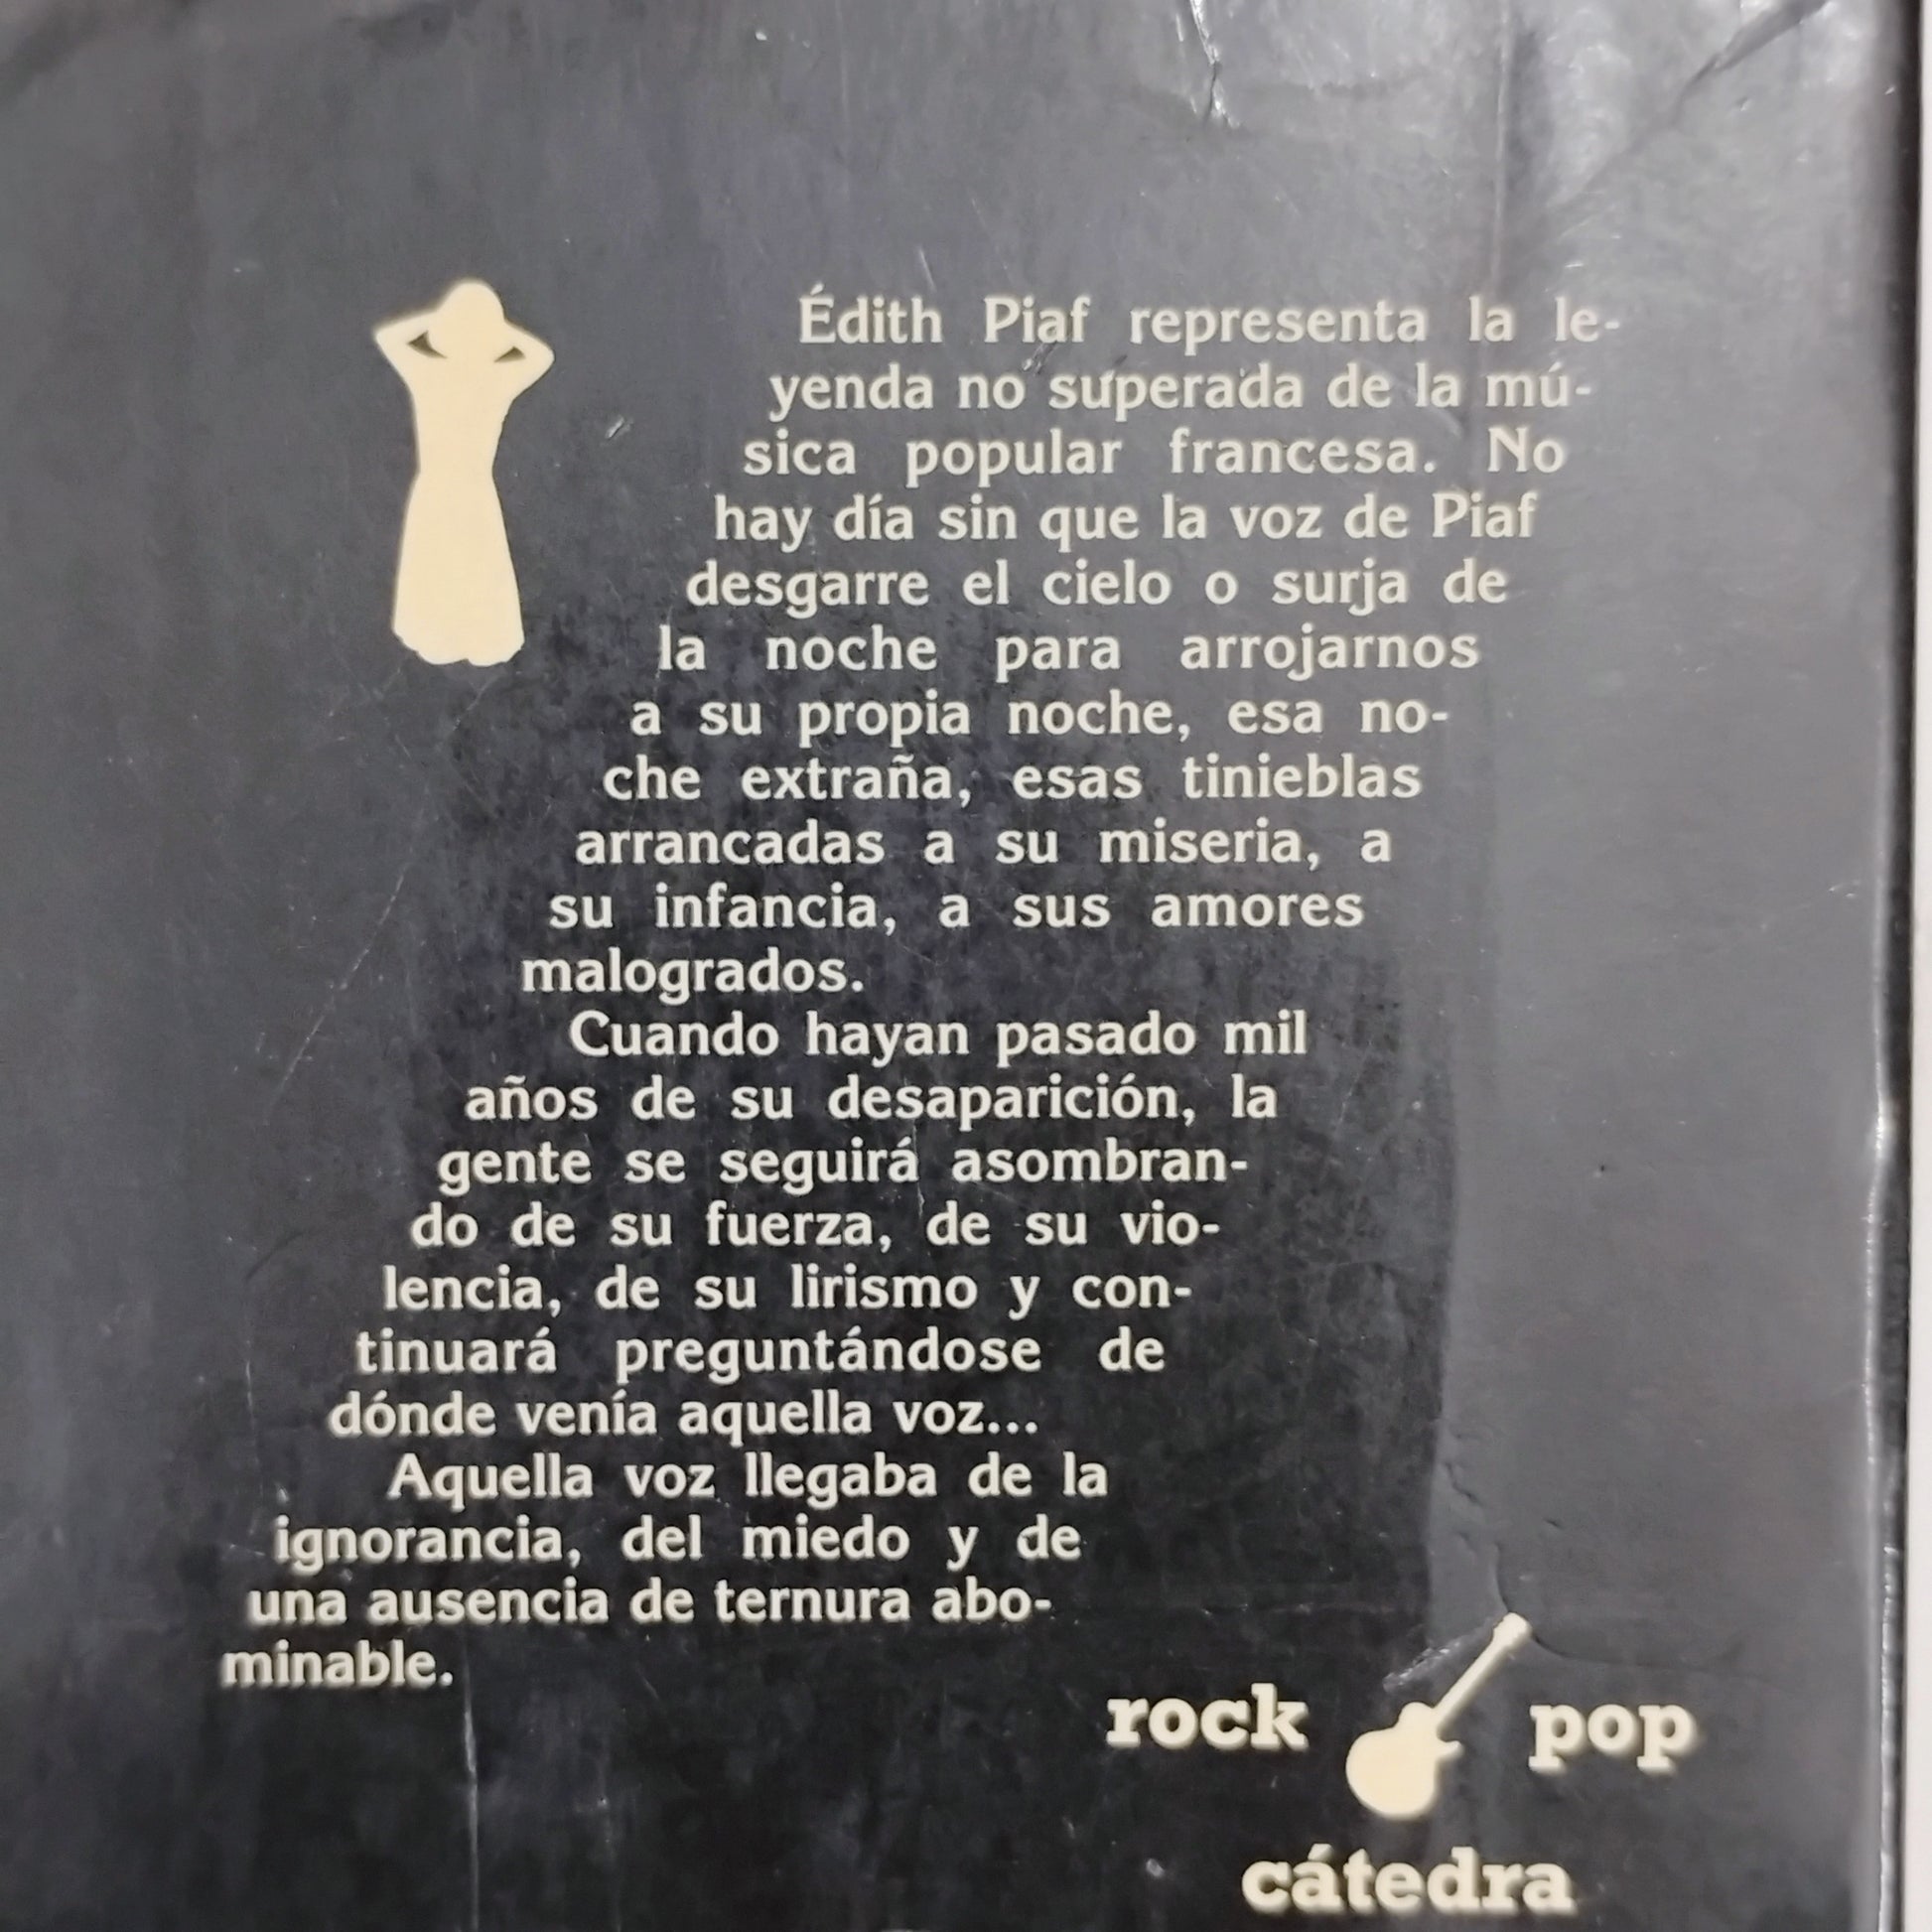 Édith Piaf representa la le-
yenda no superada de la mú-
sica popular francesa. No
hay día sin que la voz de Piaf
desgarre el cielo o surja de
la noche para arrojarnos
a su propia noche, esa no-
che extraña, esas tinieblas
arrancadas a su miseria, a
su infancia, a sus amores
malogrados.
Cuando hayan pasado mil
años de su desaparición, la
gente se seguirá asombran-
do de su fuerza, de su vio-
lencia, de su lirismo y con-
tinuará preguntándose de
dónde venía aquella voz...
Aquella voz llegaba de la
ignorancia, del miedo y de
una ausencia de ternura abo-
minable.
rock pop
cátedra